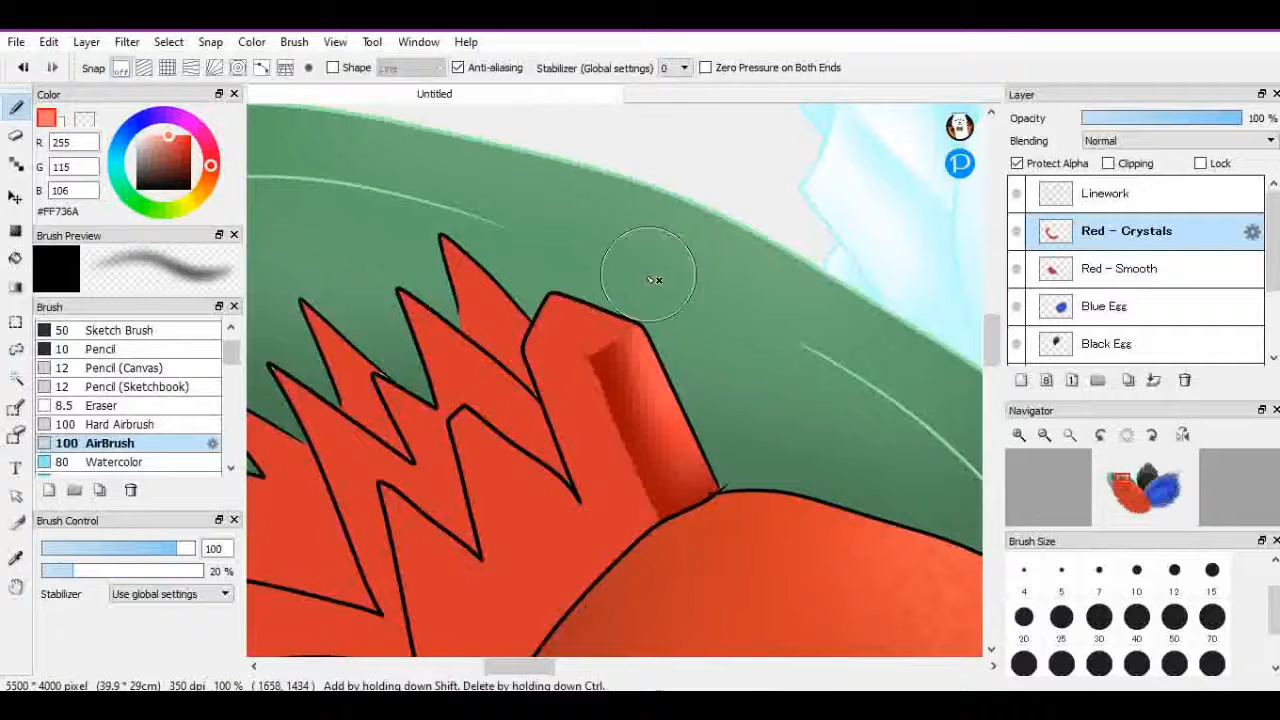 File Edit Layer Filter Select Snap Color Brush View Tool Window Help
Snap off Shape Line Anti-aliasing Stabilizer (Global settings) 0 Zero Pressure on Both Ends
Color
R 255
G 115
B 106
#FF736A
Brush Preview
Brush
50 Sketch Brush
10 Pencil
12 Pencil (Canvas)
12 Pencil (Sketchbook)
8.5 Eraser
100 Hard Airbrush
100 AirBrush
80 Watercolor
Brush Control
100
20 %
Stabilizer Use global settings
Untitled
Layer
Opacity 100 %
Blending Normal
Protect Alpha Clipping Lock
Linework
Red - Crystals
Red - Smooth
Blue Egg
Black Egg
Navigator
Brush Size
4 5 7 10 12 15
20 25 30 40 50 70
5500 * 4000 pixel (39.9 * 29cm) 350 dpi 100 % ( 1658, 1434 ) Add by holding down Shift. Delete by holding down Ctrl.